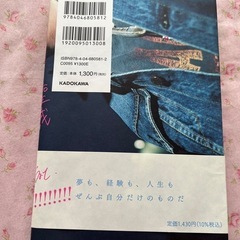 9784046805812
1920095013008
ISBN978-4-04-680581-2
C0095 ¥1300E
定価:本体1,300円(税別)
KADOKAWA
夢も、経験も、人生も
ぜんぶ自分だけのものだ
定価1,430円(10%税込)